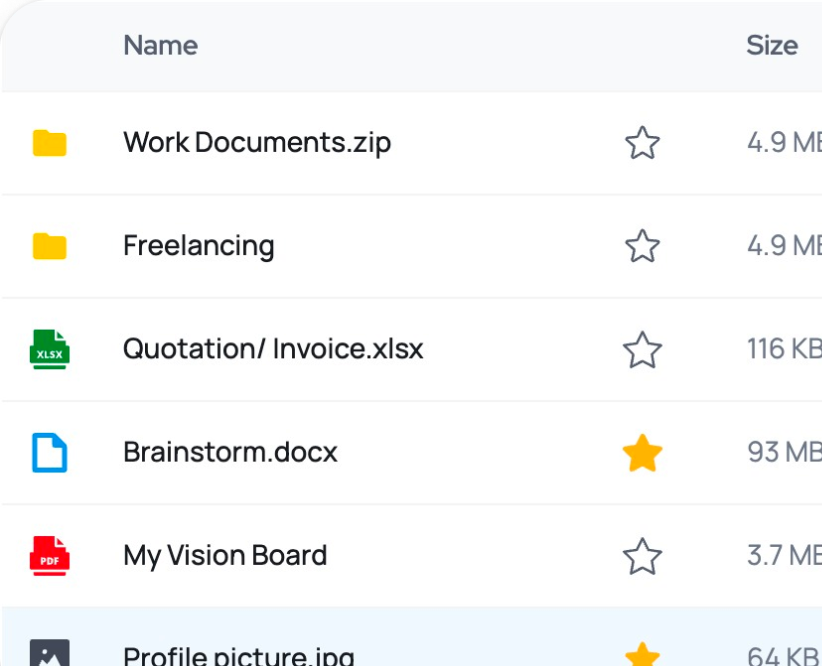 Name Size
Work Documents.zip 4.9 MB
Freelancing 4.9 MB
XLSX Quotation/ Invoice.xlsx 116 KB
Brainstorm.docx 93 MB
PDF My Vision Board 3.7 MB
Profile picture.jpg 64 KB